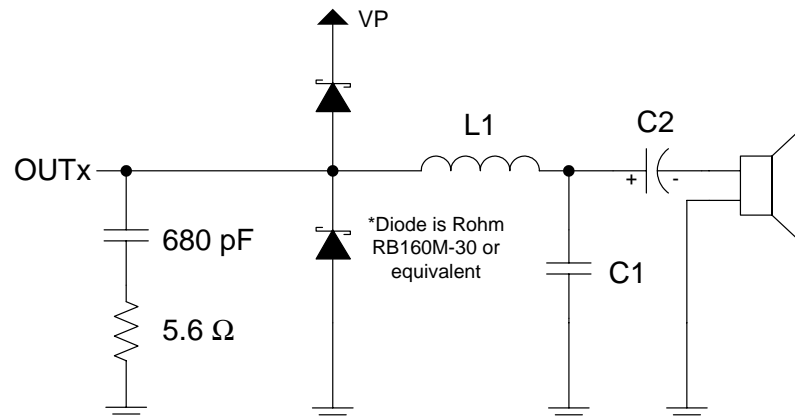 VP
L1
C2
OUTx
+ -
*Diode is Rohm
RB160M-30 or
equivalent
680 pF
C1
5.6 Ω